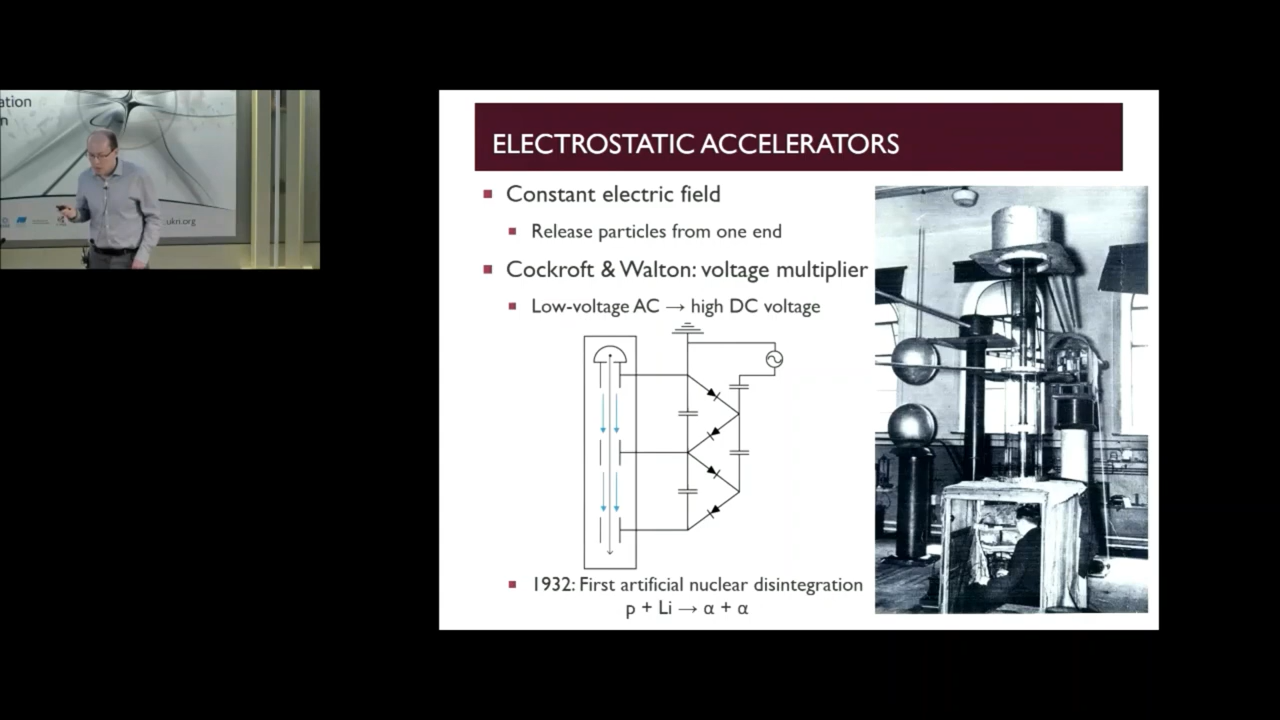 ation
n
.ukn.org
ELECTROSTATIC ACCELERATORS
Constant electric field
Release particles from one end
Cockroft & Walton: voltage multiplier
Low-voltage AC → high DC voltage
1932: First artificial nuclear disintegration
p + Li → α + α